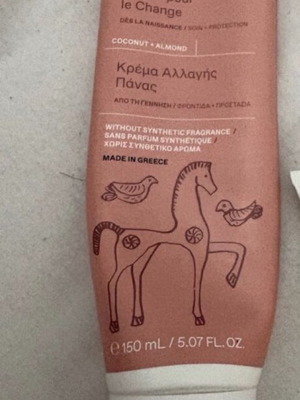 le Change
DÈS LA NAISSANCE / SOIN + PROTECTION
COCONUT + ALMOND
Κρέμα Αλλαγής
Πάνας
ΑΠΟ ΤΗ ΓΕΝΝΗΣΗ / ΦΡΟΝΤΙΔΑ + ΠΡΟΣΤΑΣΙΑ
WITHOUT SYNTHETIC FRAGRANCE /
SANS PARFUM SYNTHÉTIQUE /
ΧΩΡΙΣ ΣΥΝΘΕΤΙΚΟ ΑΡΩΜΑ
MADE IN GREECE
℮ 150 mL / 5.07 FL. OZ.